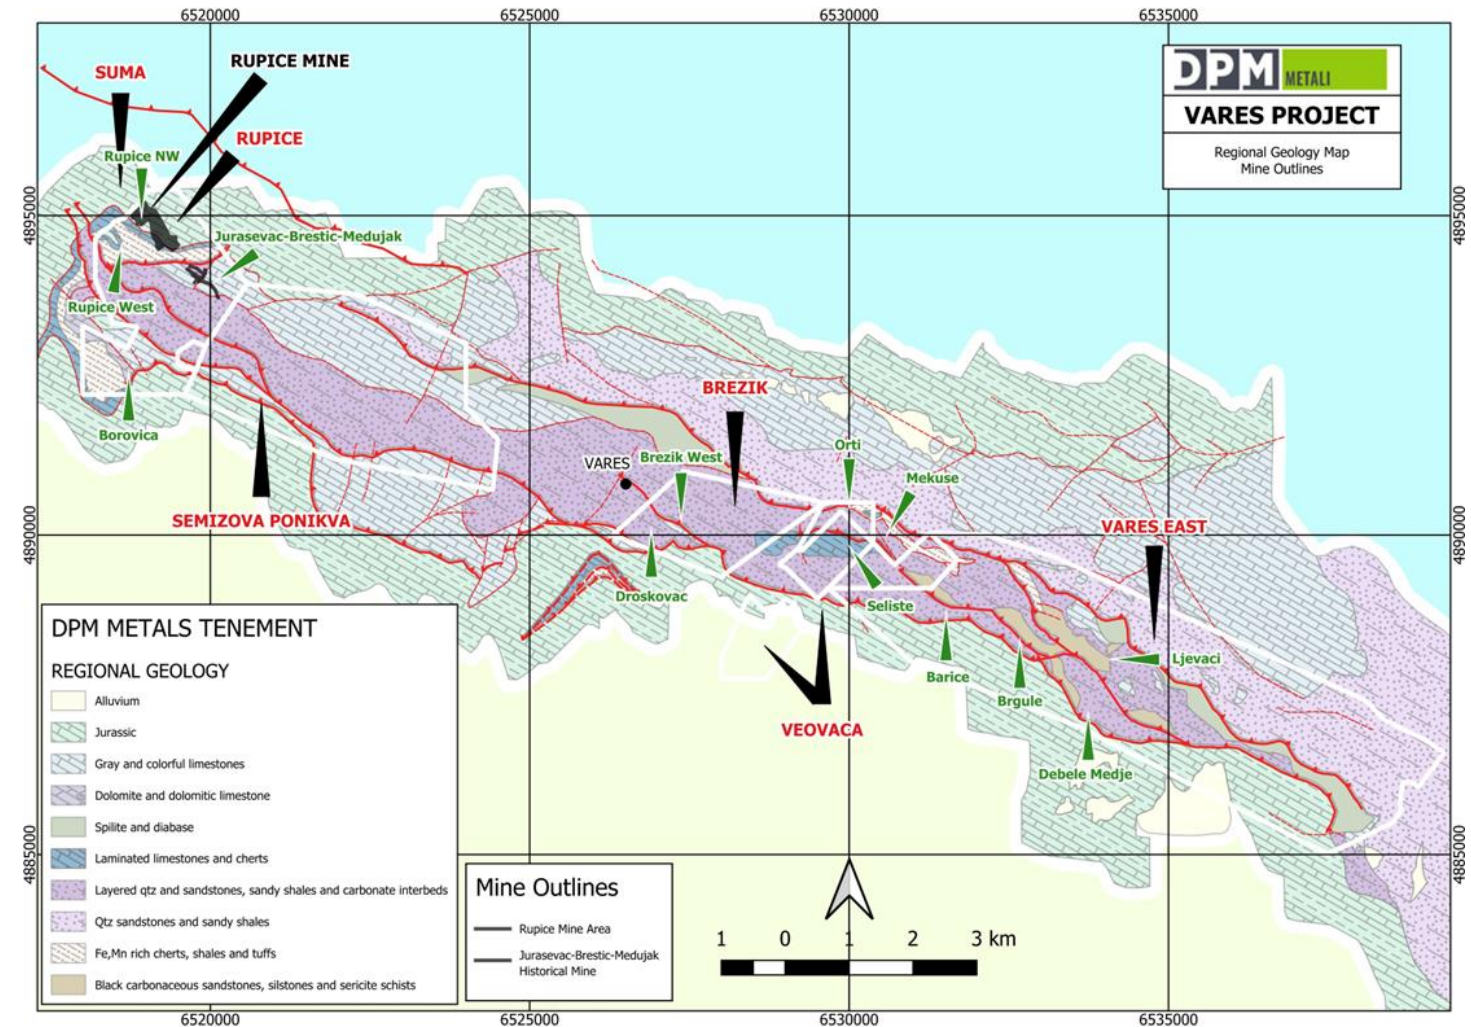 6520000
6525000
6530000
6535000
SUMA
RUPICE MINE
RUPICE
Rupice NW
Jurasevac-Brestic-Medujak
Rupice West
Borovica
SEMIZOVA PONIKVA
VARES
Brezik West
BREZIK
Orti
Mekuse
VARES EAST
Droskovac
Seliste
Barice
Brgule
Ljevaci
VEOVACA
Debele Medje
DPM METALI
VARES PROJECT
Regional Geology Map
Mine Outlines
4895000
4890000
4885000
4895000
4890000
4885000
DPM METALS TENEMENT
REGIONAL GEOLOGY
Alluvium
Jurassic
Gray and colorful limestones
Dolomite and dolomitic limestone
Spilite and diabase
Laminated limestones and cherts
Layered qtz and sandstones, sandy shales and carbonate interbeds
Qtz sandstones and sandy shales
Fe,Mn rich cherts, shales and tuffs
Black carbonaceous sandstones, silstones and sericite schists
Mine Outlines
Rupice Mine Area
Jurasevac-Brestic-Medujak
Historical Mine
1 0 1 2 3 km
6520000
6525000
6530000
6535000